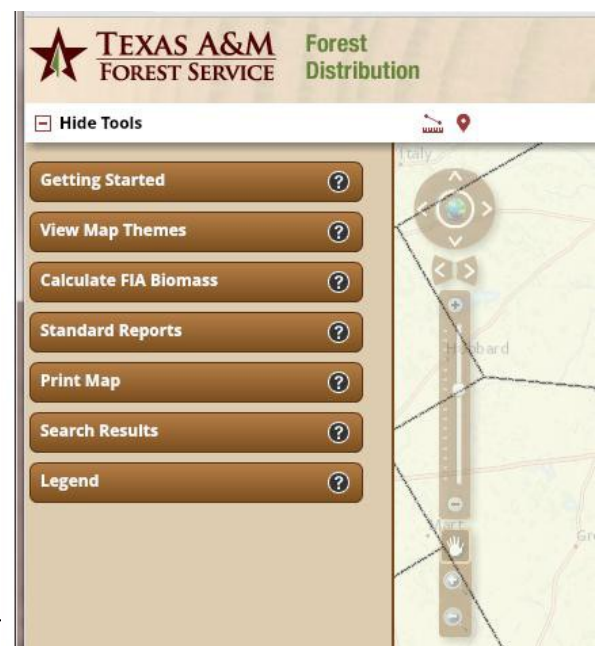 TEXAS A&M
FOREST SERVICE
Forest
Distribution
Hide Tools
Getting Started
View Map Themes
Calculate FIA Biomass
Standard Reports
Print Map
Search Results
Legend
Italy
Hubbard
Mart